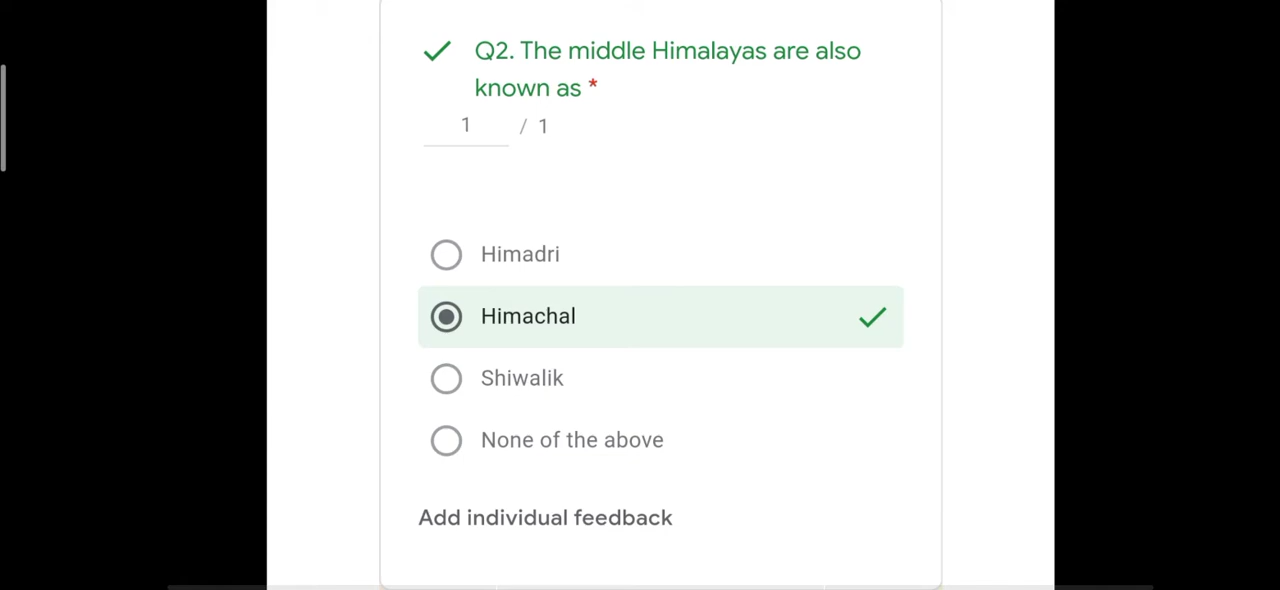 Q2. The middle Himalayas are also
known as *
1 / 1
Himadri
Himachal
Shiwalik
None of the above
Add individual feedback